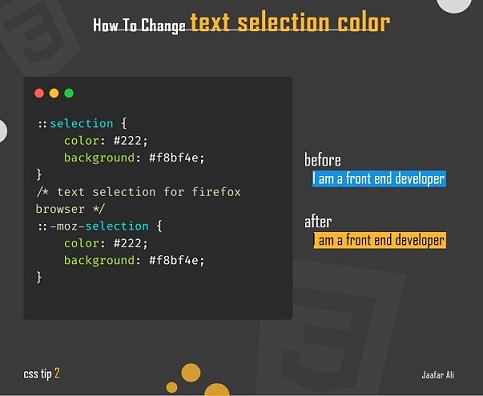 How To Change text selection color
::selection {
color: #222;
background: #f8bf4e;
}
/* text selection for firefox
browser */
::-moz-selection {
color: #222;
background: #f8bf4e;
}
before
I am a front end developer
after
I am a front end developer
css tip 2
Jaafar Ali